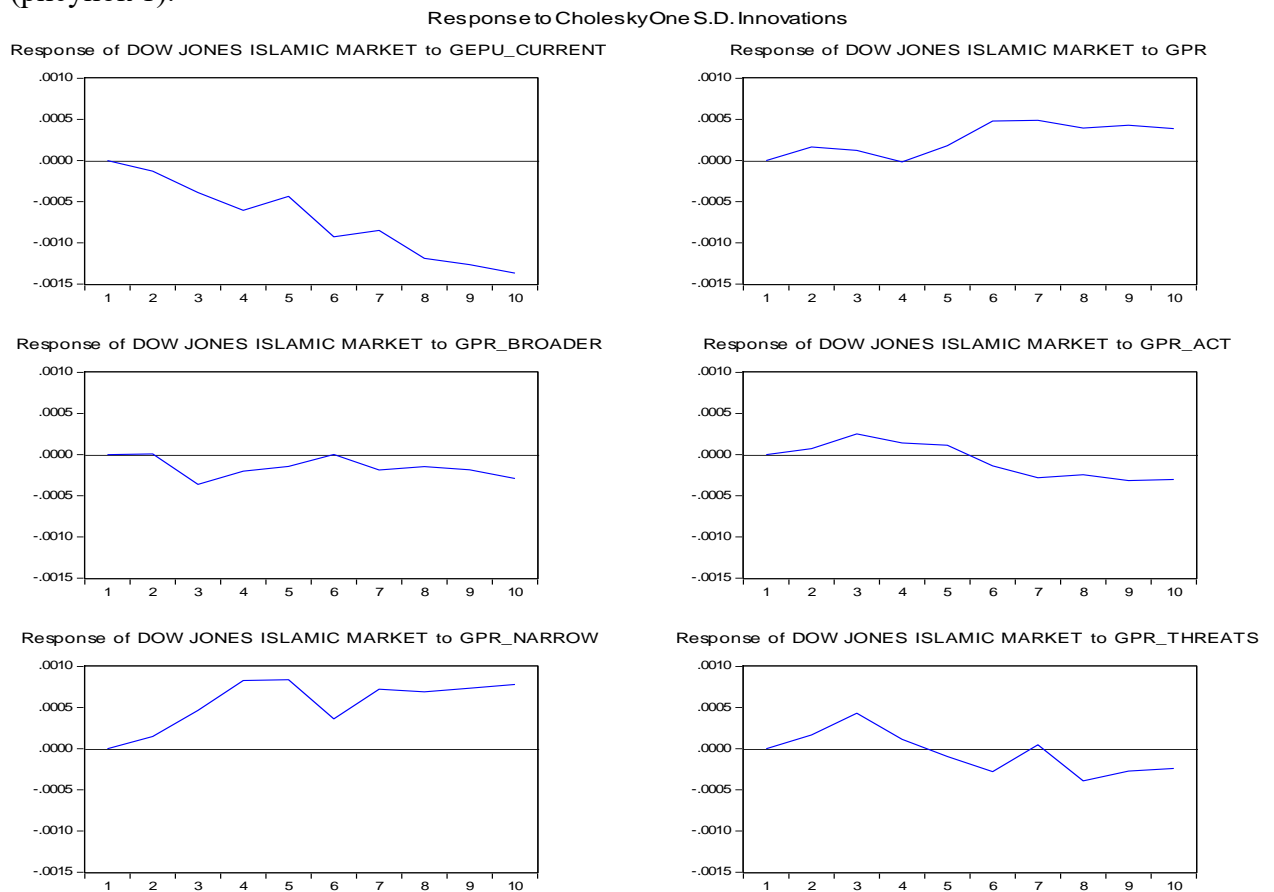 (рисунок 1).
Response to Cholesky One S.D. Innovations
Response of DOW JONES ISLAMIC MARKET to GEPU_CURRENT
.0010
.0005
.0000
-.0005
-.0010
-.0015
1 2 3 4 5 6 7 8 9 10
Response of DOW JONES ISLAMIC MARKET to GPR
.0010
.0005
.0000
-.0005
-.0010
-.0015
1 2 3 4 5 6 7 8 9 10
Response of DOW JONES ISLAMIC MARKET to GPR_BROADER
.0010
.0005
.0000
-.0005
-.0010
-.0015
1 2 3 4 5 6 7 8 9 10
Response of DOW JONES ISLAMIC MARKET to GPR_ACT
.0010
.0005
.0000
-.0005
-.0010
-.0015
1 2 3 4 5 6 7 8 9 10
Response of DOW JONES ISLAMIC MARKET to GPR_NARROW
.0010
.0005
.0000
-.0005
-.0010
-.0015
1 2 3 4 5 6 7 8 9 10
Response of DOW JONES ISLAMIC MARKET to GPR_THREATS
.0010
.0005
.0000
-.0005
-.0010
-.0015
1 2 3 4 5 6 7 8 9 10